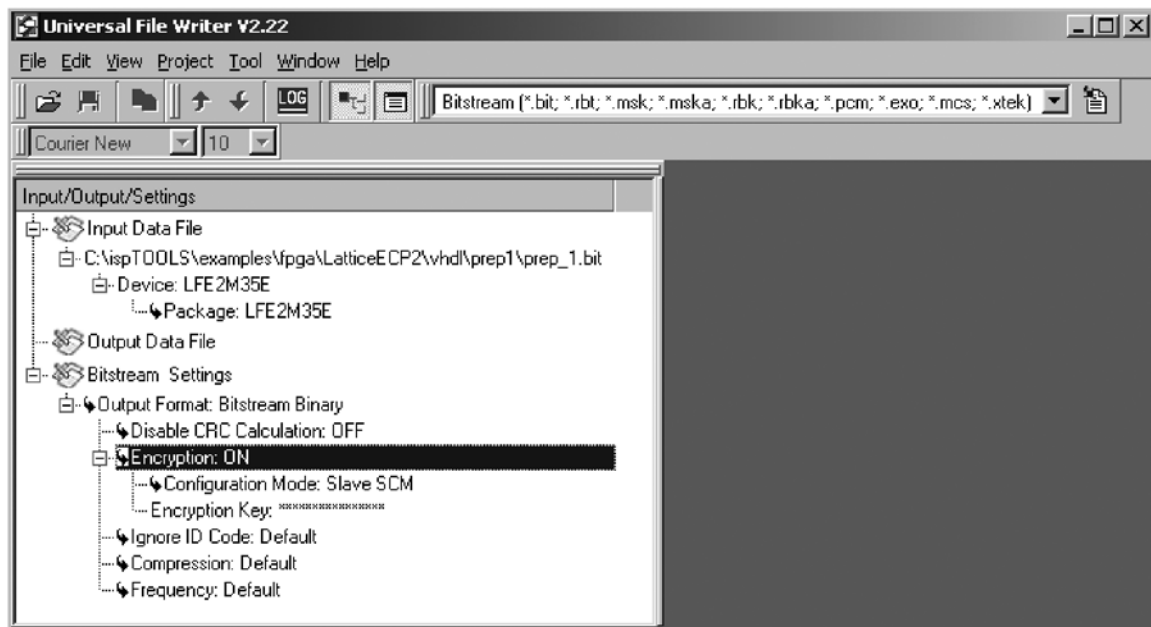 Universal File Writer V2.22
File Edit View Project Tool Window Help
LOG Bitstream (*.bit; *.rbt; *.msk; *.mska; *.rbk; *.rbka; *.pcm; *.exo; *.mcs; *.xtek)
Courier New 10
Input/Output/Settings
Input Data File
C:\ispTOOLS\examples\fpga\LatticeECP2\vhdl\prep1\prep_1.bit
Device: LFE2M35E
Package: LFE2M35E
Output Data File
Bitstream Settings
Output Format: Bitstream Binary
Disable CRC Calculation: OFF
Encryption: ON
Configuration Mode: Slave SCM
Encryption Key: ****************
Ignore ID Code: Default
Compression: Default
Frequency: Default